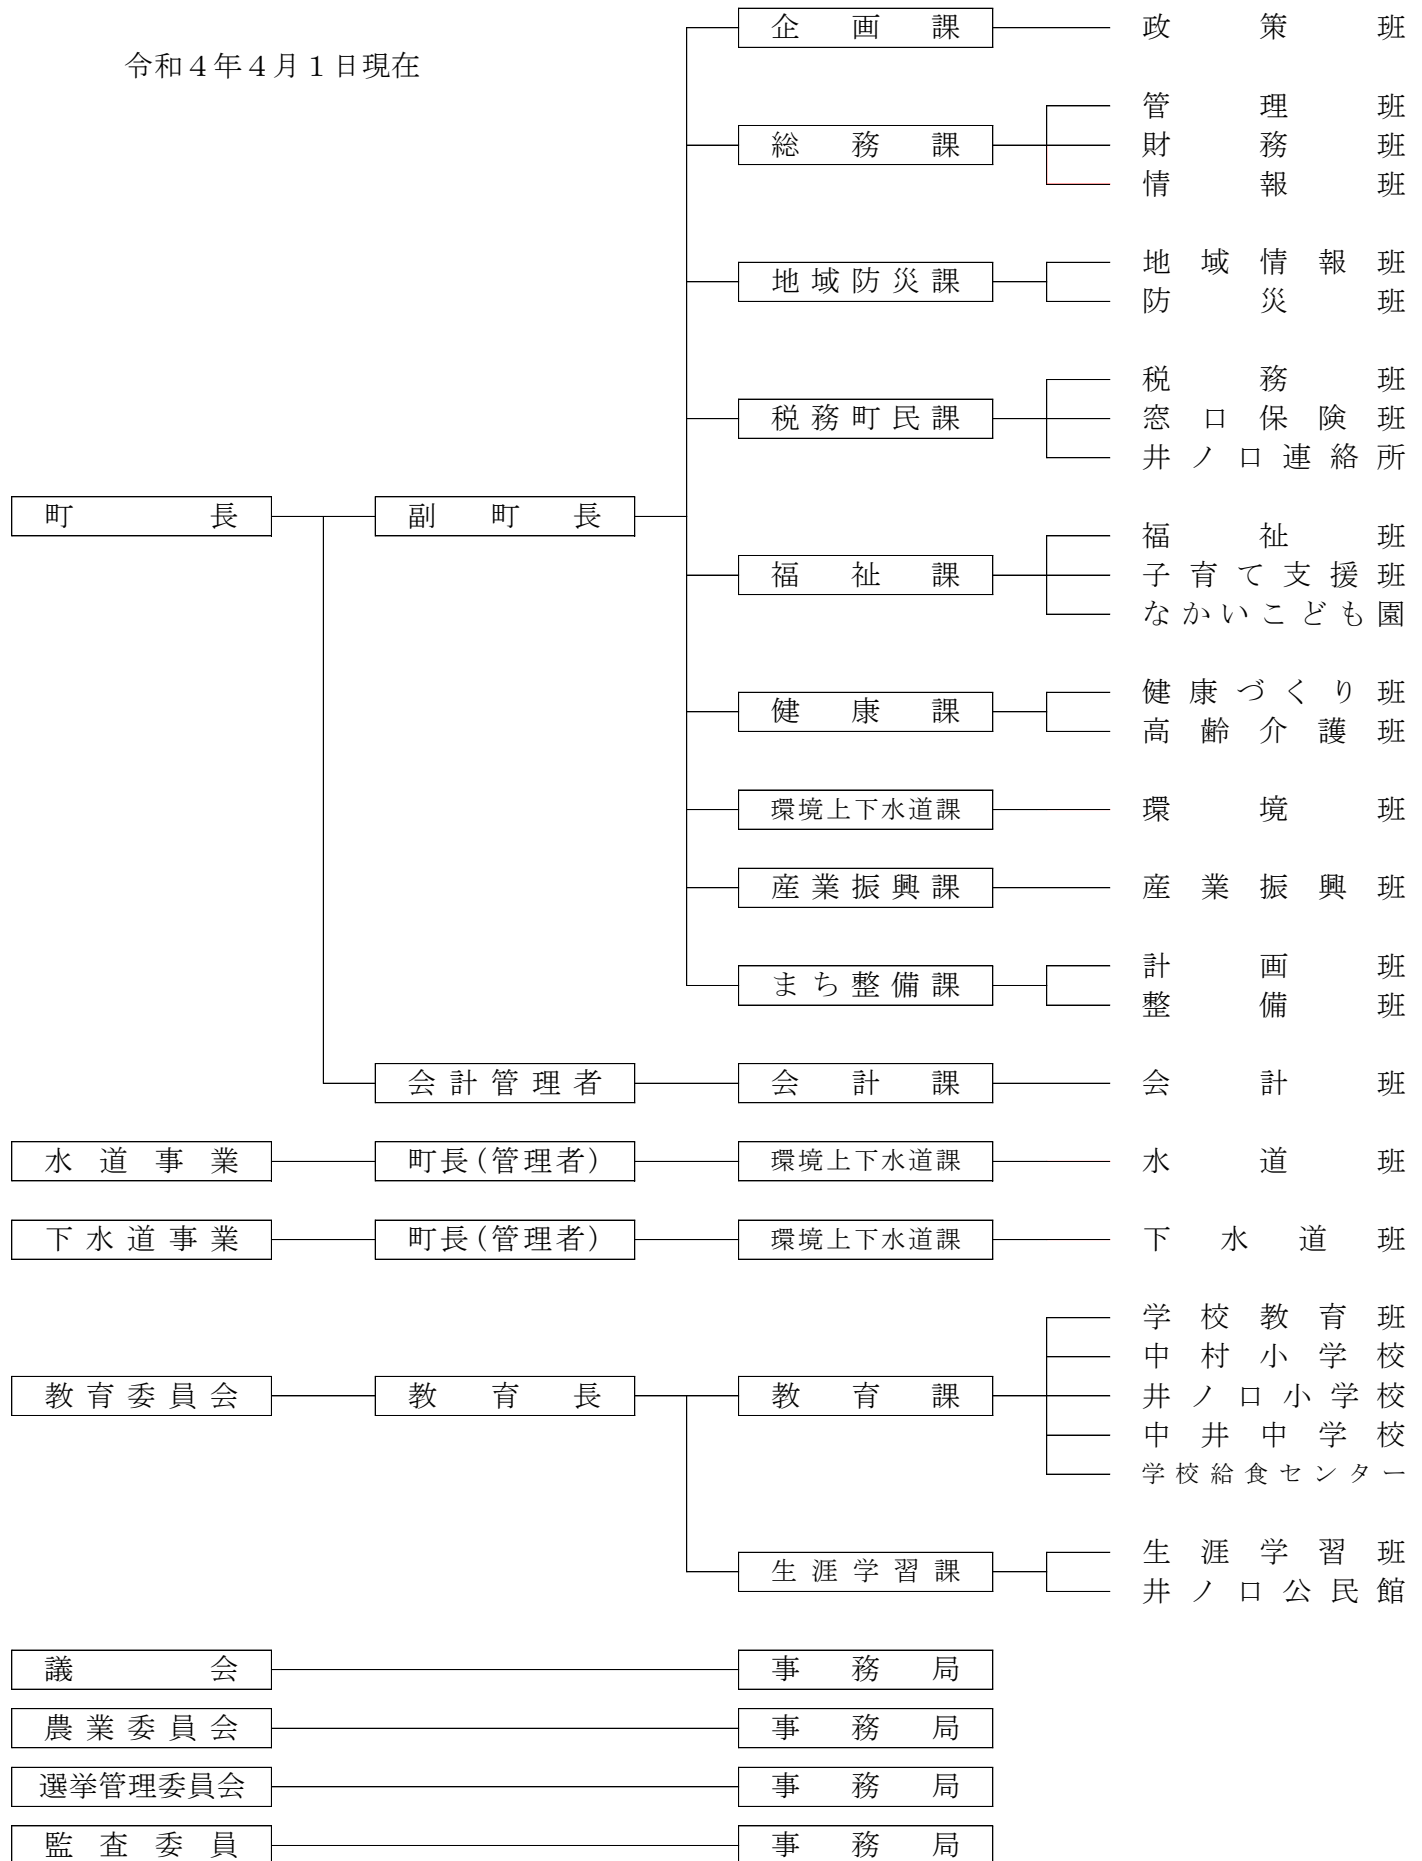 企画課 政策班
令和４年４月１日現在
管理班
総務課 財務班
情報班
地域情報班
地域防災課
防災班
税務班
税務町民課 窓口保険班
井ノ口連絡所
町長 副町長
福祉班
福祉課 子育て支援班
なかいこども園
健康づくり班
健康課
高齢介護班
環境上下水道課 環境班
産業振興課 産業振興班
計画班
まち整備課
整備班
会計管理者 会計課 会計班
水道事業 町長(管理者) 環境上下水道課 水道班
下水道事業 町長(管理者) 環境上下水道課 下水道班
学校教育班
中村小学校
教育委員会 教育長 教育課 井ノ口小学校
中井中学校
学校給食センター
生涯学習班
生涯学習課
井ノ口公民館
議会 事務局
農業委員会 事務局
選挙管理委員会 事務局
監査委員 事務局